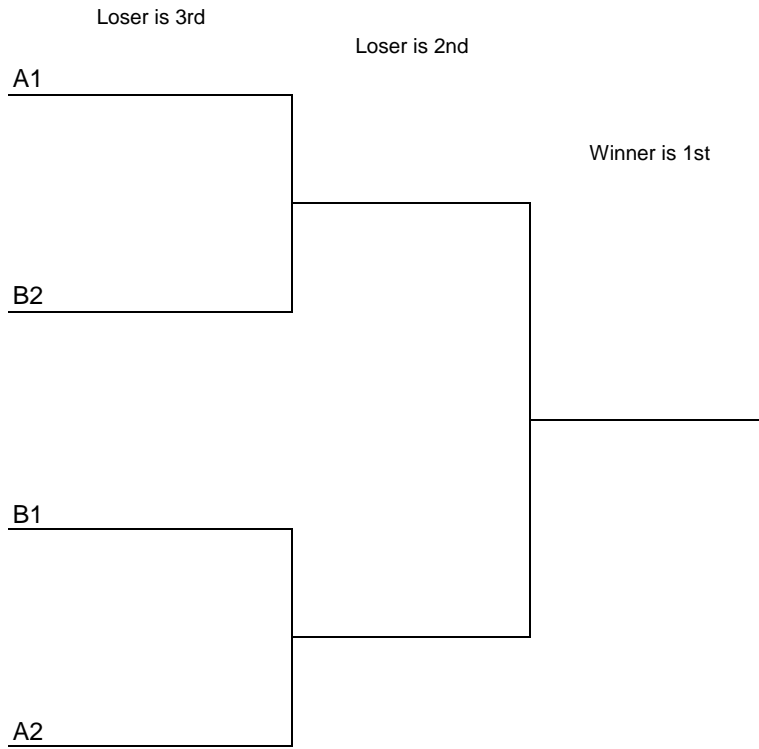 Loser is 3rd
Loser is 2nd
A1
Winner is 1st
B2
B1
A2